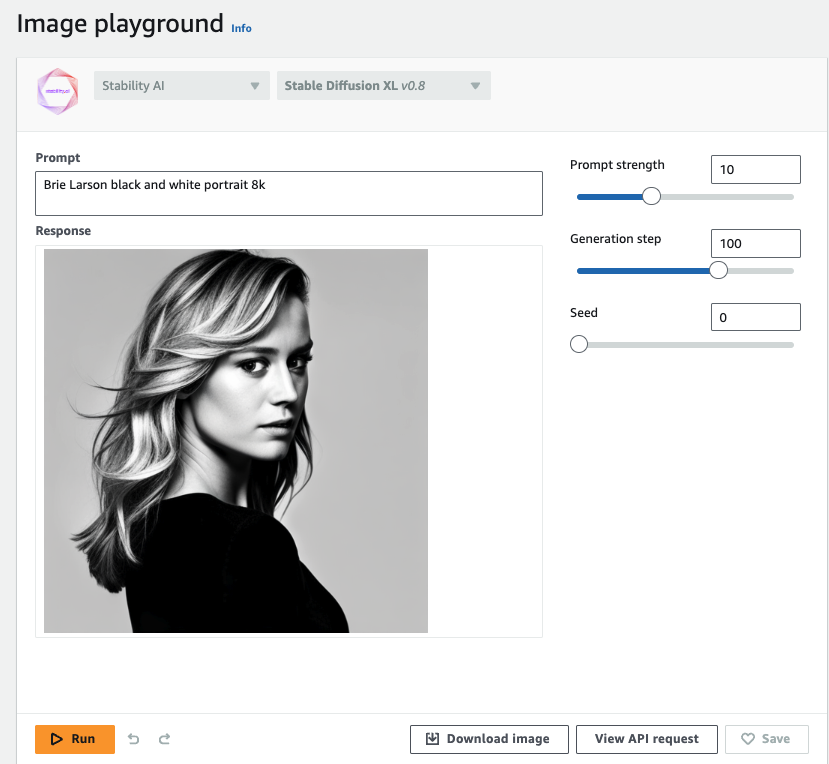 Image playground Info
stability.ai
Stability AI
Stable Diffusion XL v0.8
Prompt
Brie Larson black and white portrait 8k
Response
Prompt strength
10
Generation step
100
Seed
0
Run
Download image
View API request
Save